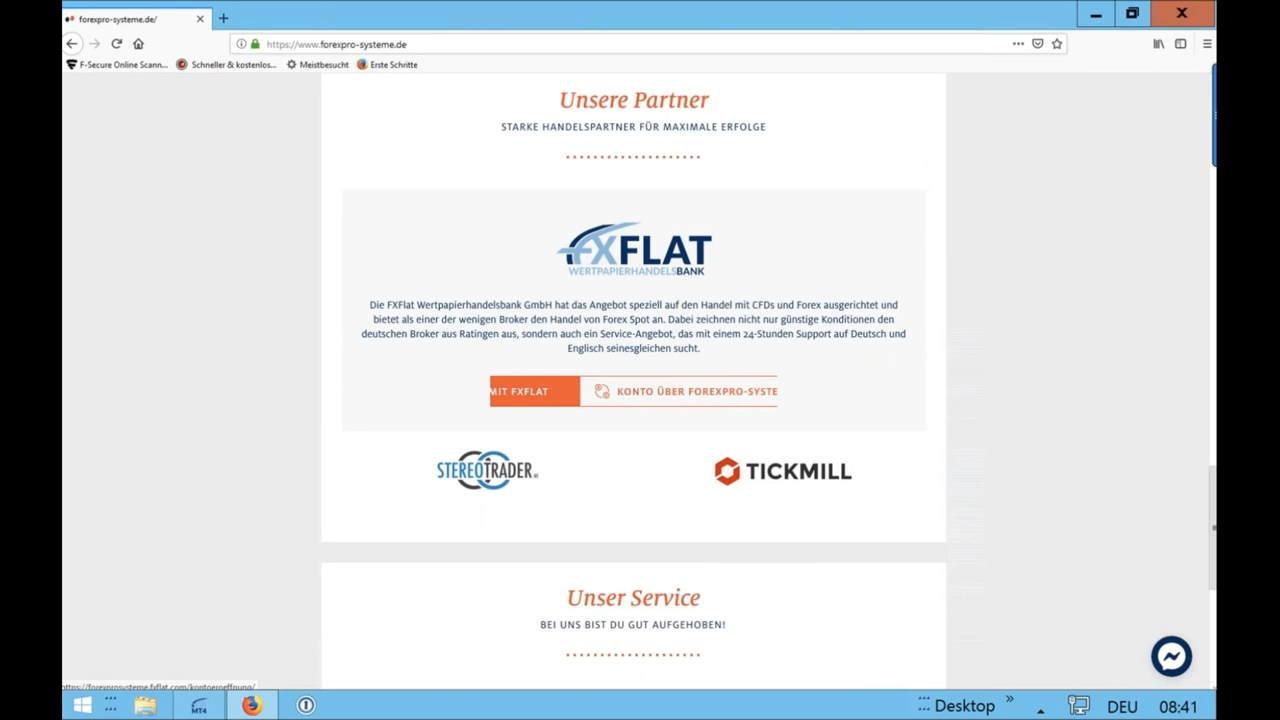 forexpro-systeme.de/
https://www.forexpro-systeme.de
F-Secure Online Scann...
Schneller & kostenlos...
Meistbesucht
Erste Schritte
Unsere Partner
STARKE HANDELSPARTNER FÜR MAXIMALE ERFOLGE
FXFLAT
WERTPAPIERHANDELSBANK
Die FXFlat Wertpapierhandelsbank GmbH hat das Angebot speziell auf den Handel mit CFDs und Forex ausgerichtet und
bietet als einer der wenigen Broker den Handel von Forex Spot an. Dabei zeichnen nicht nur günstige Konditionen den
deutschen Broker aus Ratingen aus, sondern auch ein Service-Angebot, das mit einem 24-Stunden Support auf Deutsch und
Englisch seinesgleichen sucht.
MIT FXFLAT
KONTO ÜBER FOREXPRO-SYSTE
STEREOTRADER
TICKMILL
Unser Service
BEI UNS BIST DU GUT AUFGEHOBEN!
https://forexprosysteme.fxflat.com/kontoeroeffnung/
MT4
Desktop
DEU
08:41